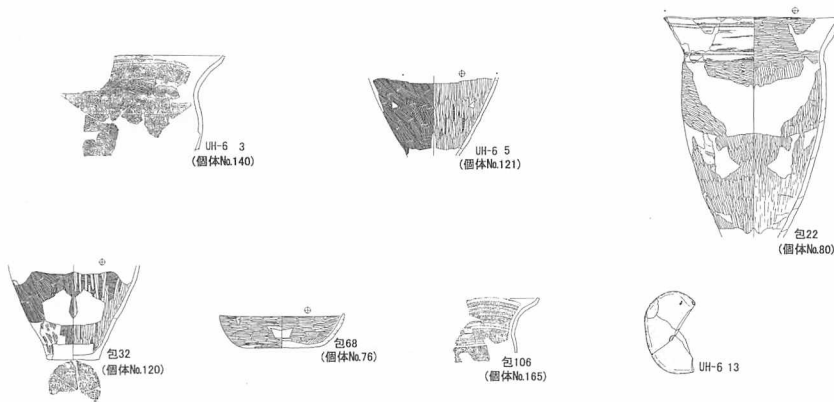 UH-6 3
(個体No.140)
UH-6 5
(個体No.121)
包22
(個体No.80)
包32
(個体No.120)
包68
(個体No.76)
包106
(個体No.165)
UH-6 13